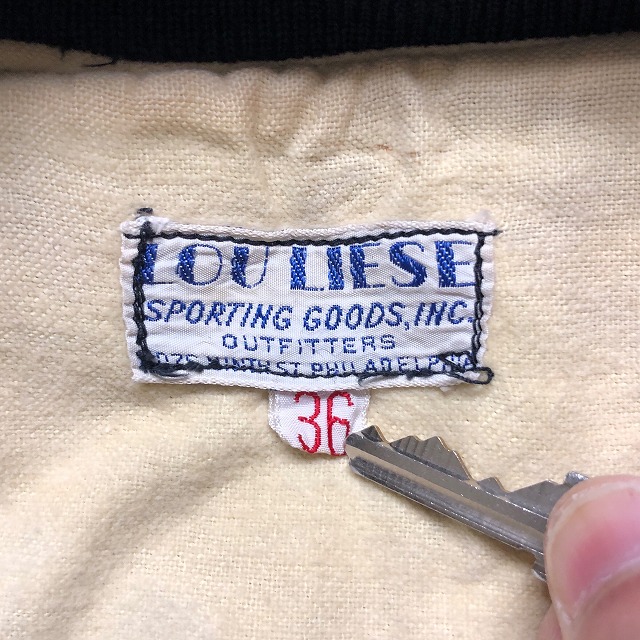 LOU LIESE
SPORTING GOODS, INC.
OUTFITTERS
ST. PHILADELPHIA
36